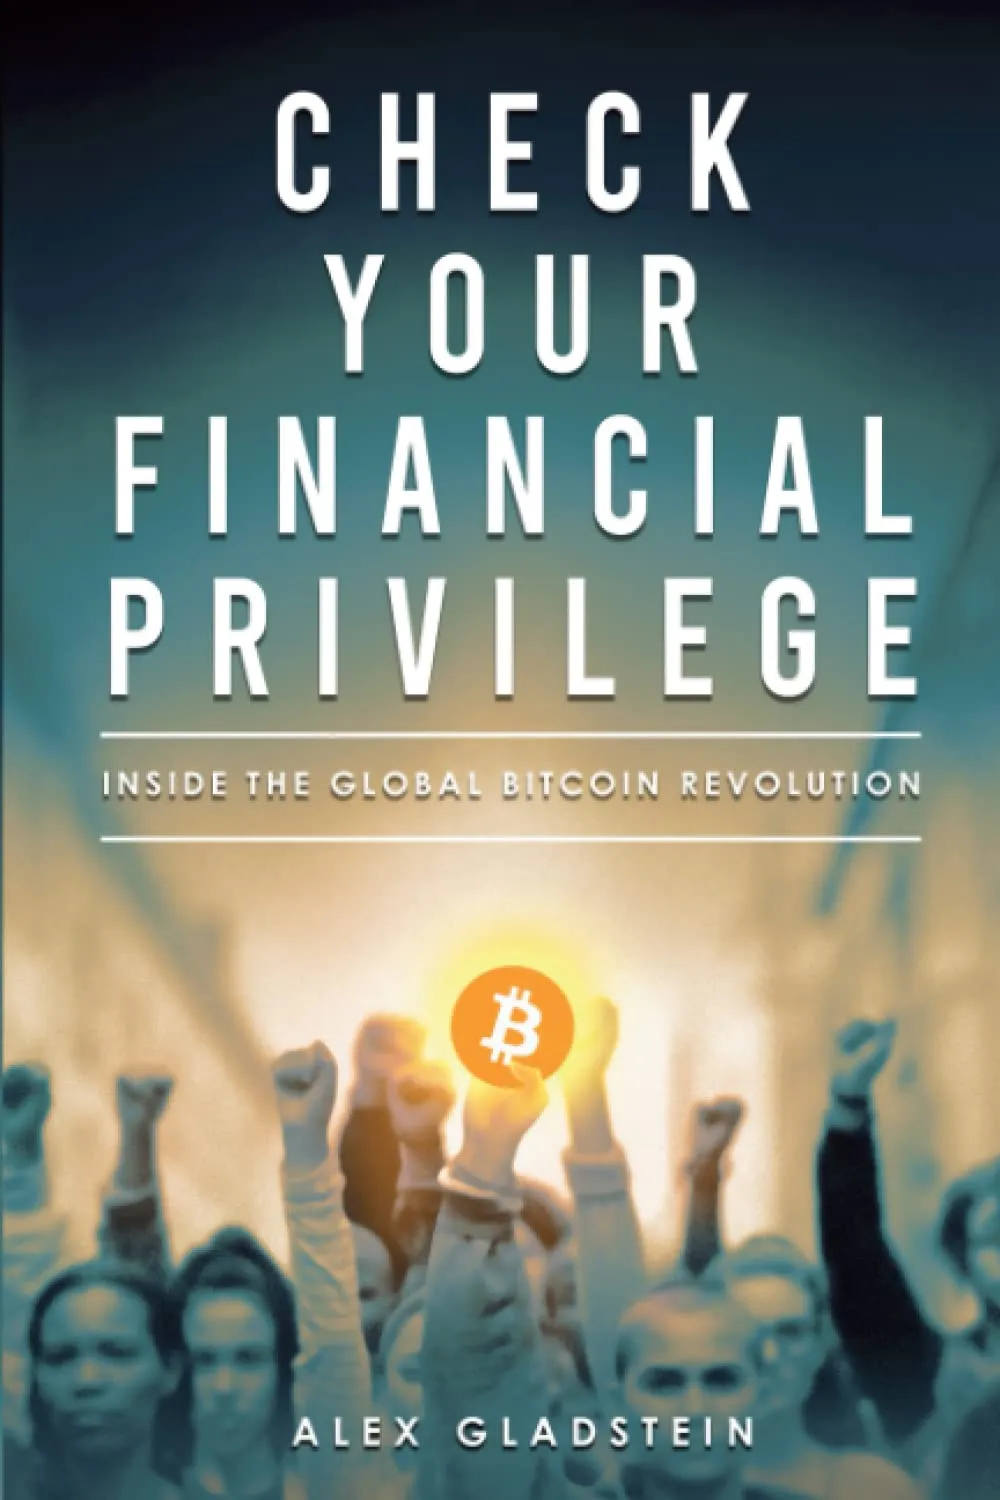 CHECK
YOUR
FINANCIAL
PRIVILEGE
INSIDE THE GLOBAL BITCOIN REVOLUTION
ALEX GLADSTEIN